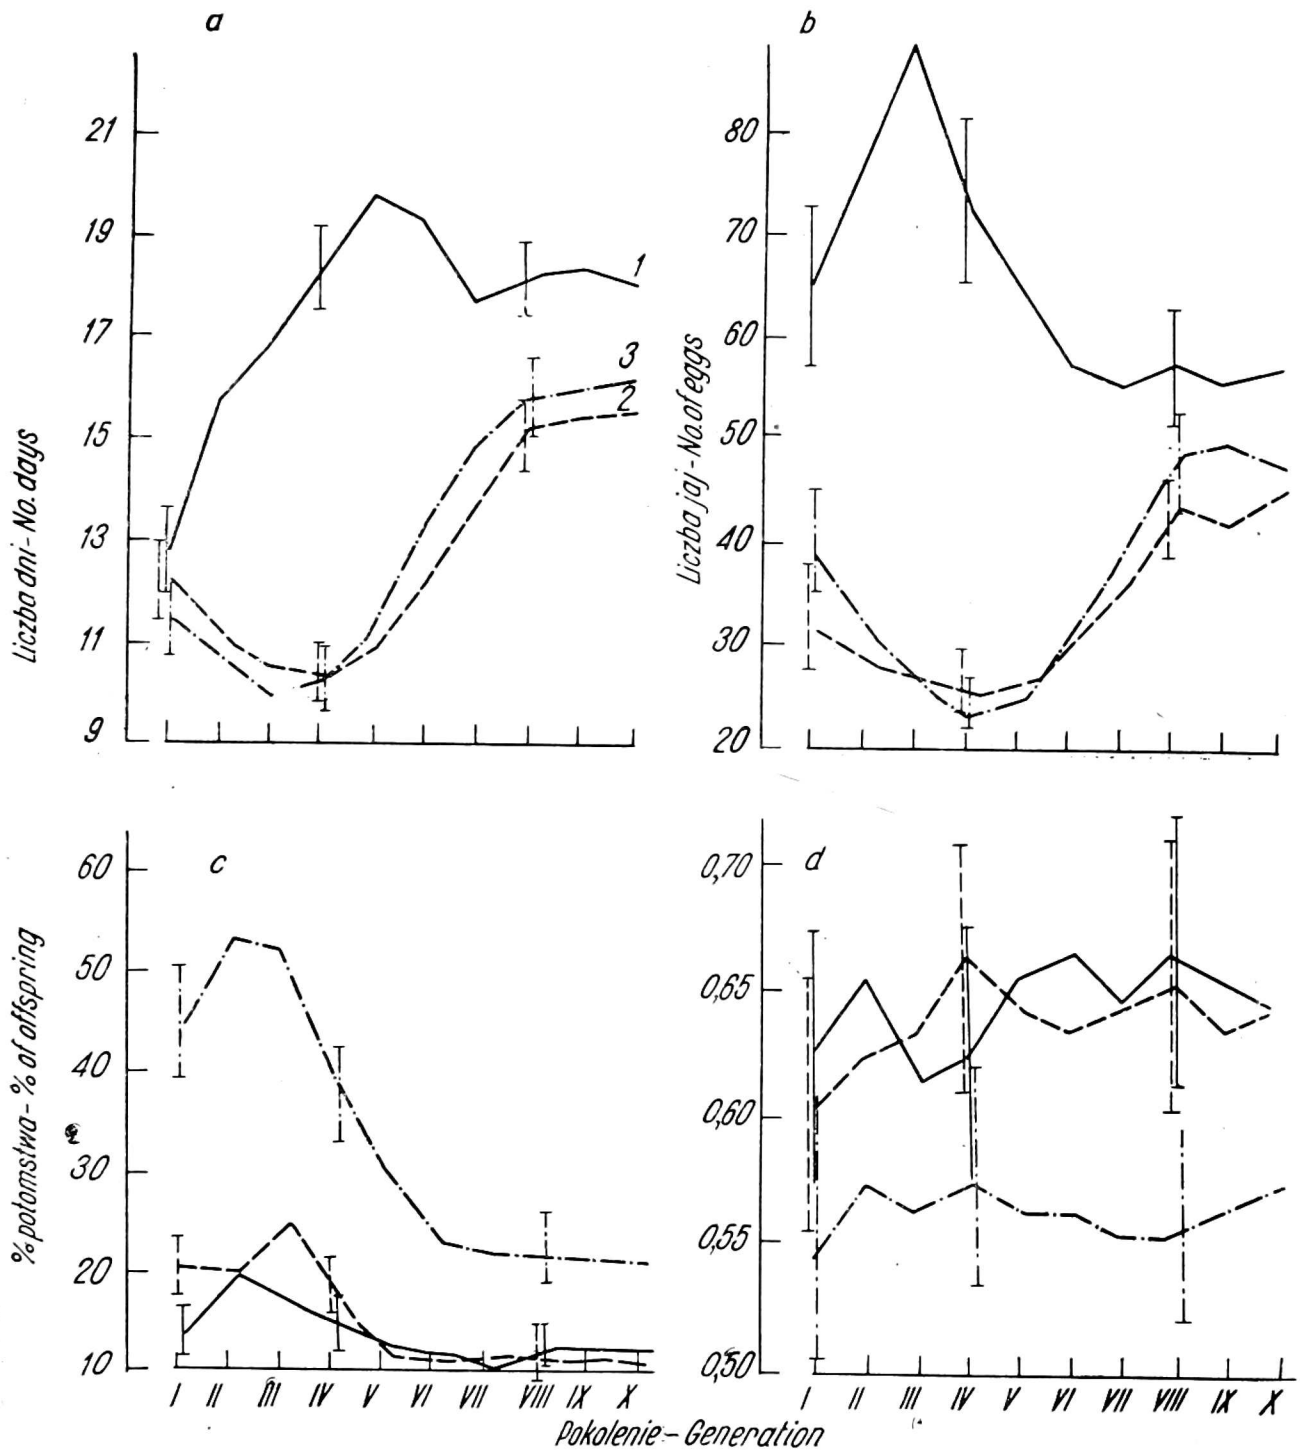 a
21
19
17
15
13
11
9
Liczba dni - No. days
1
3
2
b
80
70
60
50
40
30
20
Liczba jaj - No. of eggs
c
60
50
40
30
20
10
% potomstwa - % of offspring
I II III IV V VI VII VIII IX X
d
0,70
0,65
0,60
0,55
0,50
I II III IV V VI VII VIII IX X
Pokolenie - Generation